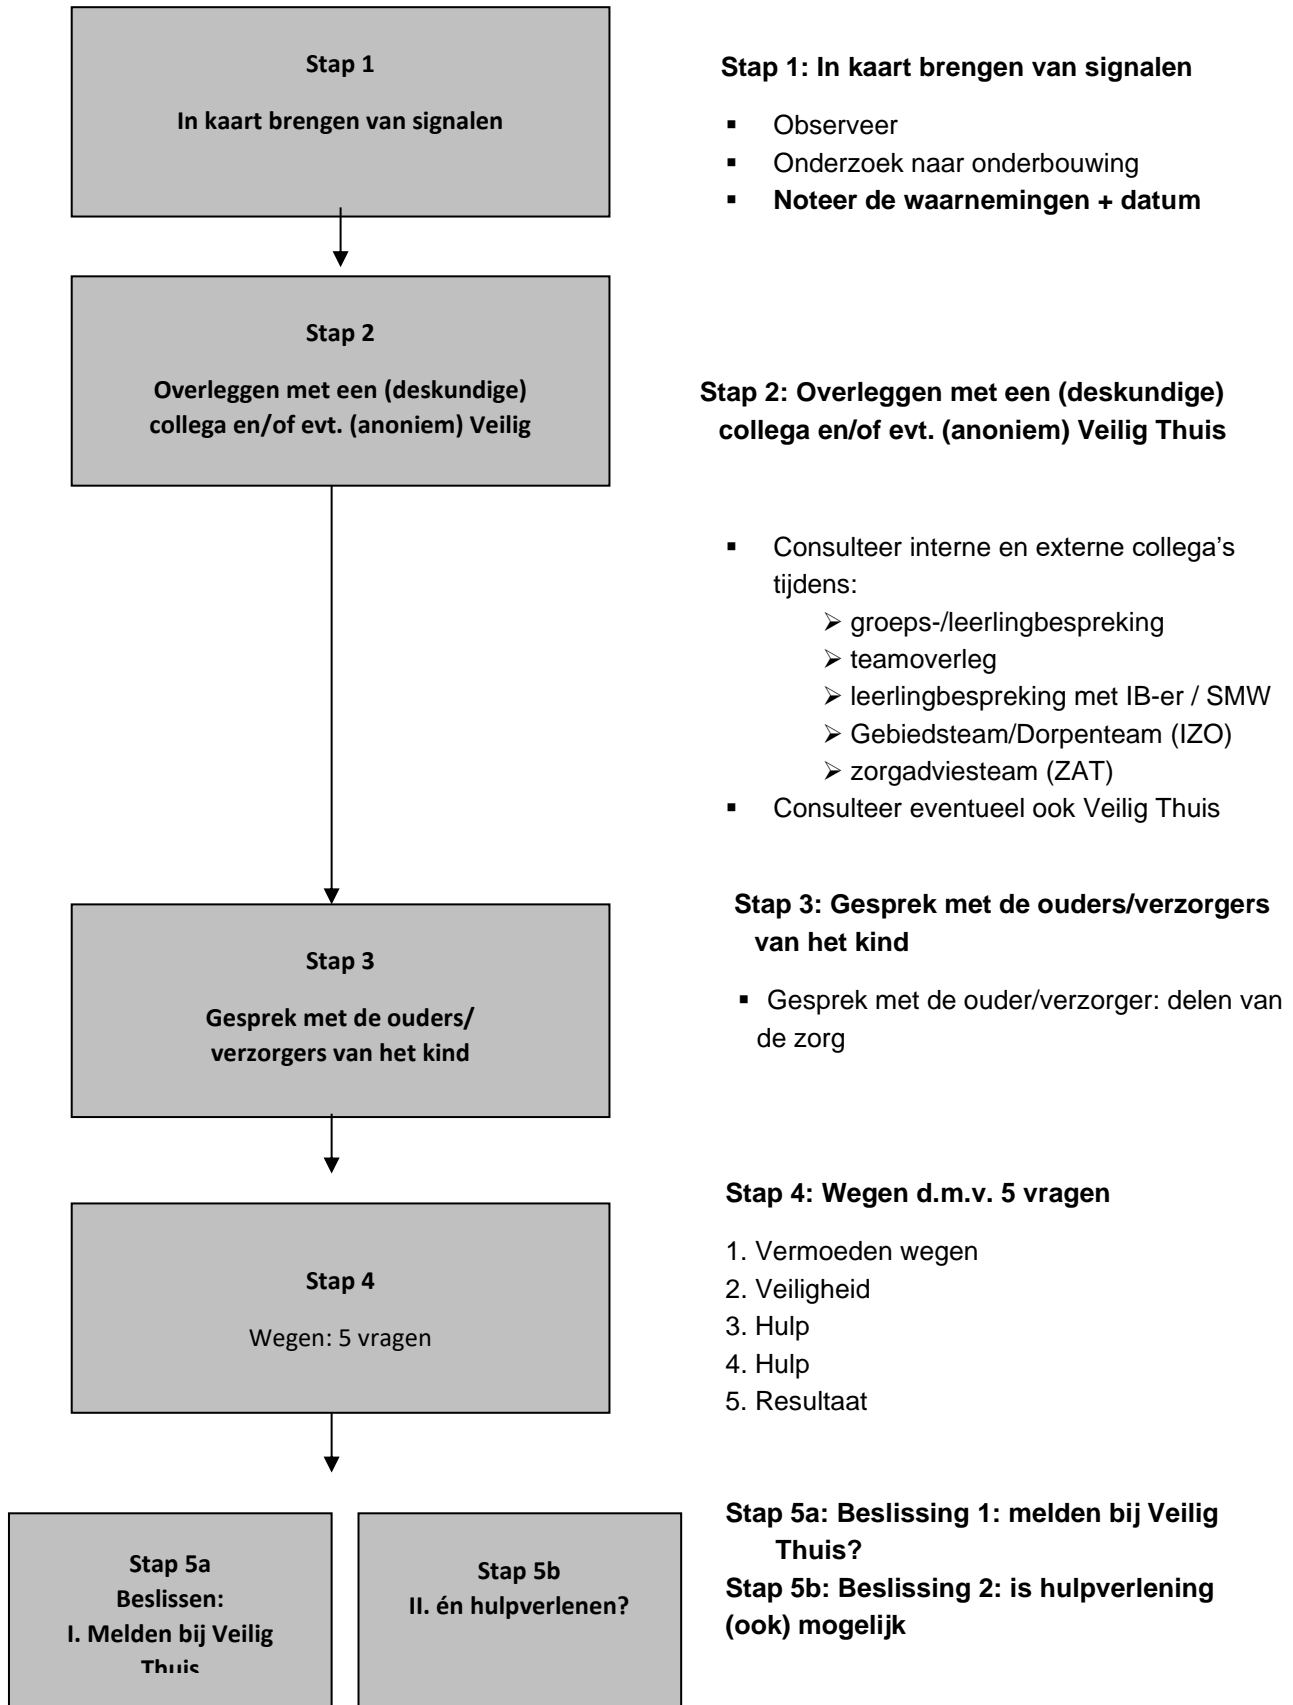 Stap 1
In kaart brengen van signalen
Stap 1: In kaart brengen van signalen
▪ Observeer
▪ Onderzoek naar onderbouwing
▪ Noteer de waarnemingen + datum
Stap 2
Overleggen met een (deskundige)
collega en/of evt. (anoniem) Veilig
Stap 2: Overleggen met een (deskundige)
collega en/of evt. (anoniem) Veilig Thuis
▪ Consulteer interne en externe collega’s
tijdens:
➢ groeps-/leerlingbespreking
➢ teamoverleg
➢ leerlingbespreking met IB-er / SMW
➢ Gebiedsteam/Dorpenteam (IZO)
➢ zorgadviesteam (ZAT)
▪ Consulteer eventueel ook Veilig Thuis
Stap 3
Gesprek met de ouders/
verzorgers van het kind
Stap 3: Gesprek met de ouders/verzorgers
van het kind
▪ Gesprek met de ouder/verzorger: delen van
de zorg
Stap 4
Wegen: 5 vragen
Stap 4: Wegen d.m.v. 5 vragen
1. Vermoeden wegen
2. Veiligheid
3. Hulp
4. Hulp
5. Resultaat
Stap 5a
Beslissen:
I. Melden bij Veilig
Thuis
Stap 5b
II. én hulpverlenen?
Stap 5a: Beslissing 1: melden bij Veilig
Thuis?
Stap 5b: Beslissing 2: is hulpverlening
(ook) mogelijk